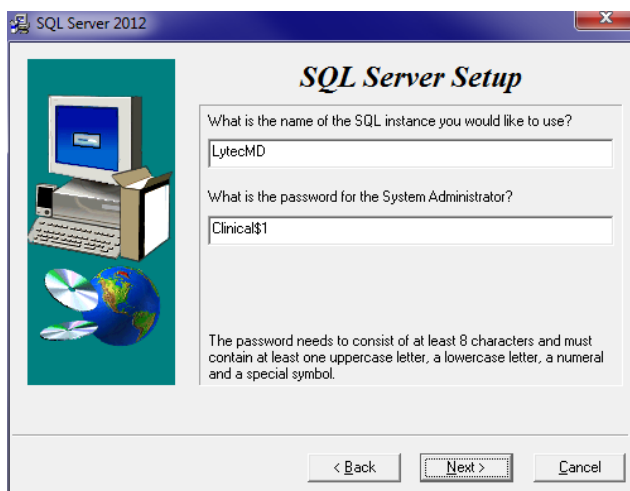 SQL Server 2012
SQL Server Setup
What is the name of the SQL instance you would like to use?
LytecMD
What is the password for the System Administrator?
Clinical$1
The password needs to consist of at least 8 characters and must
contain at least one uppercase letter, a lowercase letter, a numeral
and a special symbol.
< Back
Next >
Cancel